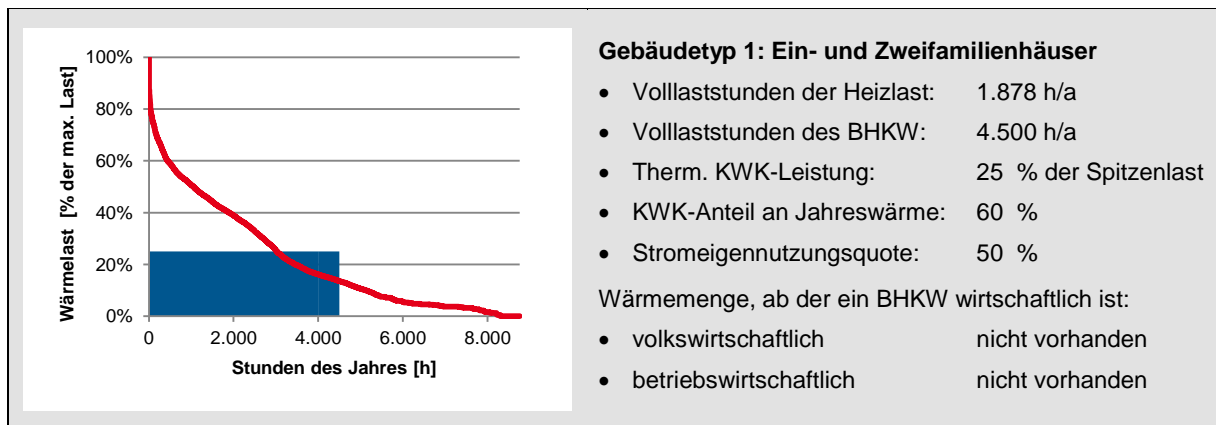 100%
80%
60%
40%
20%
0%
Wärmelast [% der max. Last]
0
2.000
4.000
6.000
8.000
Stunden des Jahres [h]
Gebäudetyp 1: Ein- und Zweifamilienhäuser
• Volllaststunden der Heizlast: 1.878 h/a
• Volllaststunden des BHKW: 4.500 h/a
• Therm. KWK-Leistung: 25 % der Spitzenlast
• KWK-Anteil an Jahreswärme: 60 %
• Stromeigennutzungsquote: 50 %
Wärmemenge, ab der ein BHKW wirtschaftlich ist:
• volkswirtschaftlich nicht vorhanden
• betriebswirtschaftlich nicht vorhanden